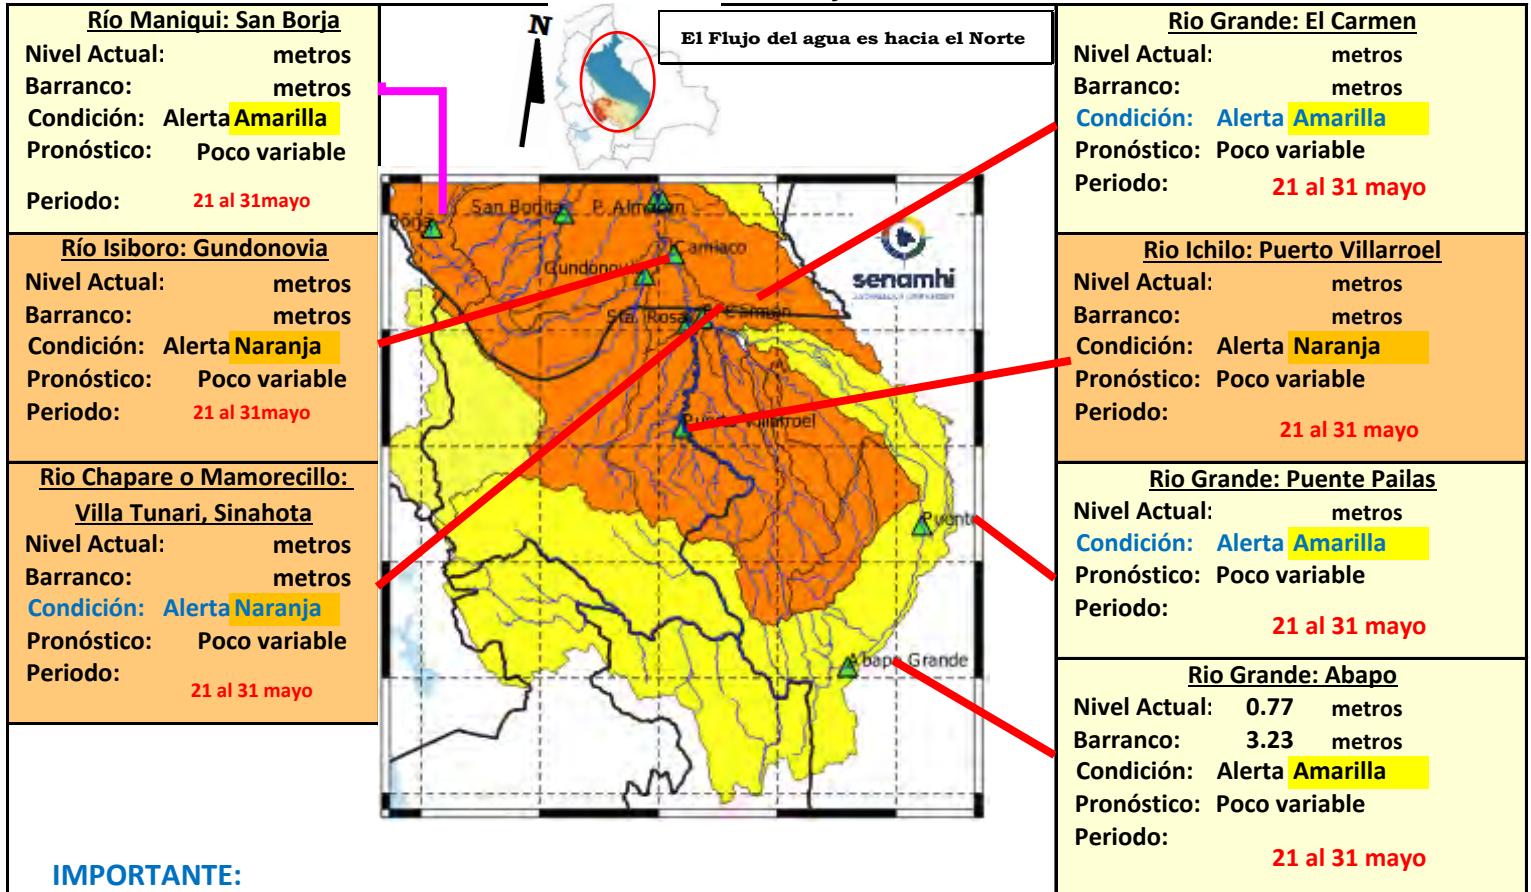 Río Maniqui: San Borja
Nivel Actual: metros
Barranco: metros
Condición: Alerta Amarilla
Pronóstico: Poco variable
Periodo: 21 al 31mayo
Río Isiboro: Gundonovia
Nivel Actual: metros
Barranco: metros
Condición: Alerta Naranja
Pronóstico: Poco variable
Periodo: 21 al 31mayo
Rio Chapare o Mamorecillo:
Villa Tunari, Sinahota
Nivel Actual: metros
Barranco: metros
Condición: Alerta Naranja
Pronóstico: Poco variable
Periodo: 21 al 31 mayo
IMPORTANTE:
N
El Flujo del agua es hacia el Norte
San Borjita
P. Almacen
Camiaco
Gundonovia
senamhi
Sta. Rosa
Puerto Villarroel
Puente
Abapo Grande
Rio Grande: El Carmen
Nivel Actual: metros
Barranco: metros
Condición: Alerta Amarilla
Pronóstico: Poco variable
Periodo: 21 al 31 mayo
Rio Ichilo: Puerto Villarroel
Nivel Actual: metros
Barranco: metros
Condición: Alerta Naranja
Pronóstico: Poco variable
Periodo: 21 al 31 mayo
Rio Grande: Puente Pailas
Nivel Actual: metros
Condición: Alerta Amarilla
Pronóstico: Poco variable
Periodo: 21 al 31 mayo
Rio Grande: Abapo
Nivel Actual: 0.77 metros
Barranco: 3.23 metros
Condición: Alerta Amarilla
Pronóstico: Poco variable
Periodo: 21 al 31 mayo